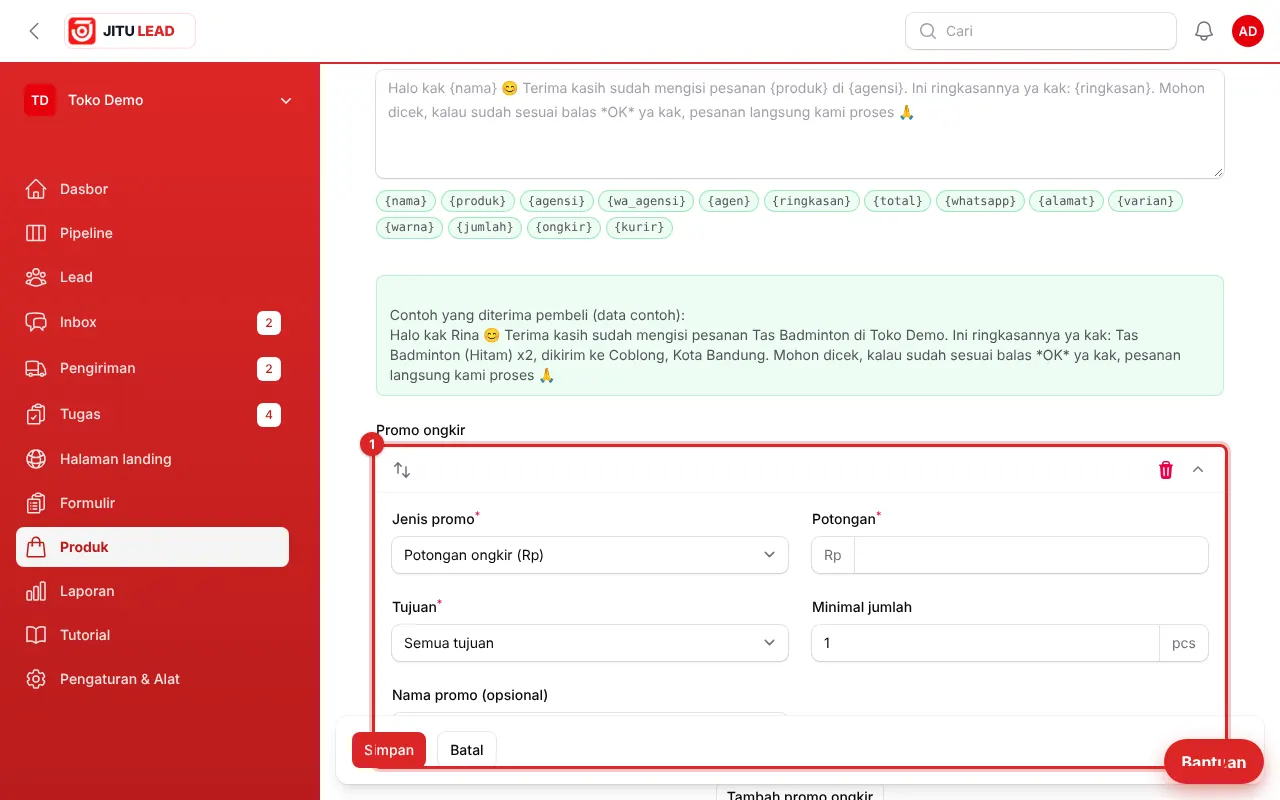 JITU LEAD
Cari
AD
TD
Toko Demo
Dasbor
Pipeline
Lead
Inbox
2
Pengiriman
2
Tugas
4
Halaman landing
Formulir
Produk
Laporan
Tutorial
Pengaturan & Alat
Halo kak {nama} 😊 Terima kasih sudah mengisi pesanan {produk} di {agensi}. Ini ringkasannya ya kak: {ringkasan}. Mohon
dicek, kalau sudah sesuai balas *OK* ya kak, pesanan langsung kami proses 🙏
{nama} {produk} {agensi} {wa_agensi} {agen} {ringkasan} {total} {whatsapp} {alamat} {varian}
{warna} {jumlah} {ongkir} {kurir}
Contoh yang diterima pembeli (data contoh):
Halo kak Rina 😊 Terima kasih sudah mengisi pesanan Tas Badminton di Toko Demo. Ini ringkasannya ya kak: Tas
Badminton (Hitam) x2, dikirim ke Coblong, Kota Bandung. Mohon dicek, kalau sudah sesuai balas *OK* ya kak, pesanan
langsung kami proses 🙏
Promo ongkir
1
Jenis promo*
Potongan*
Potongan ongkir (Rp)
Rp
Tujuan*
Minimal jumlah
Semua tujuan
1
pcs
Nama promo (opsional)
Simpan
Batal
Bantuan
Tambah promo ongkir